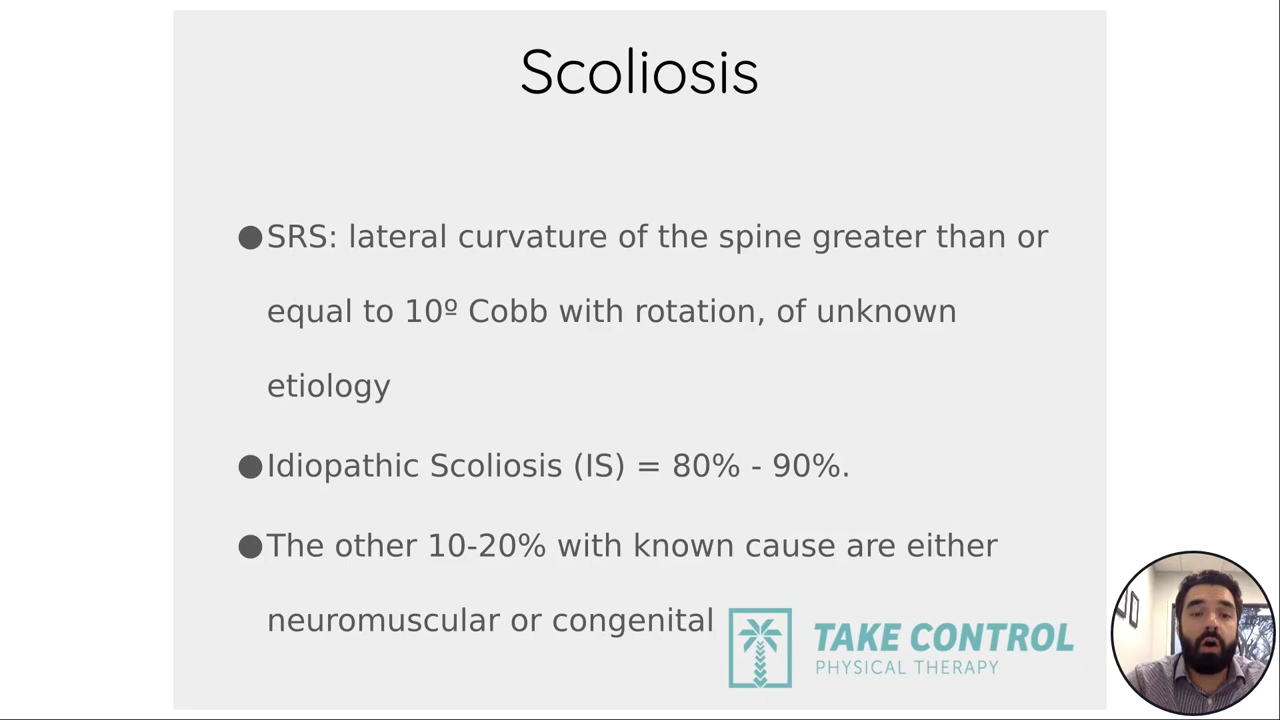 Scoliosis
●SRS: lateral curvature of the spine greater than or
equal to 10º Cobb with rotation, of unknown
etiology
●Idiopathic Scoliosis (IS) = 80% - 90%.
●The other 10-20% with known cause are either
neuromuscular or congenital
TAKE CONTROL
PHYSICAL THERAPY